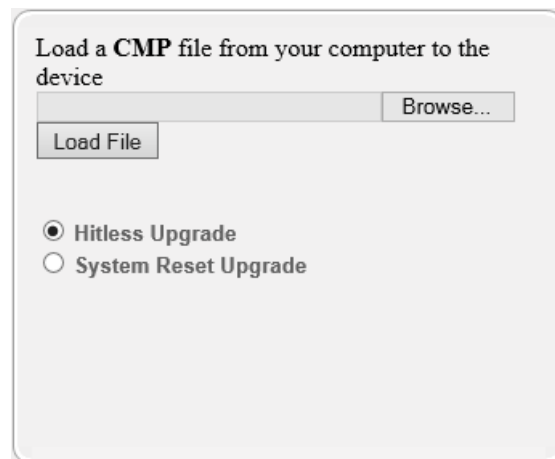 Load a CMP file from your computer to the
device
Browse...
Load File
Hitless Upgrade
System Reset Upgrade